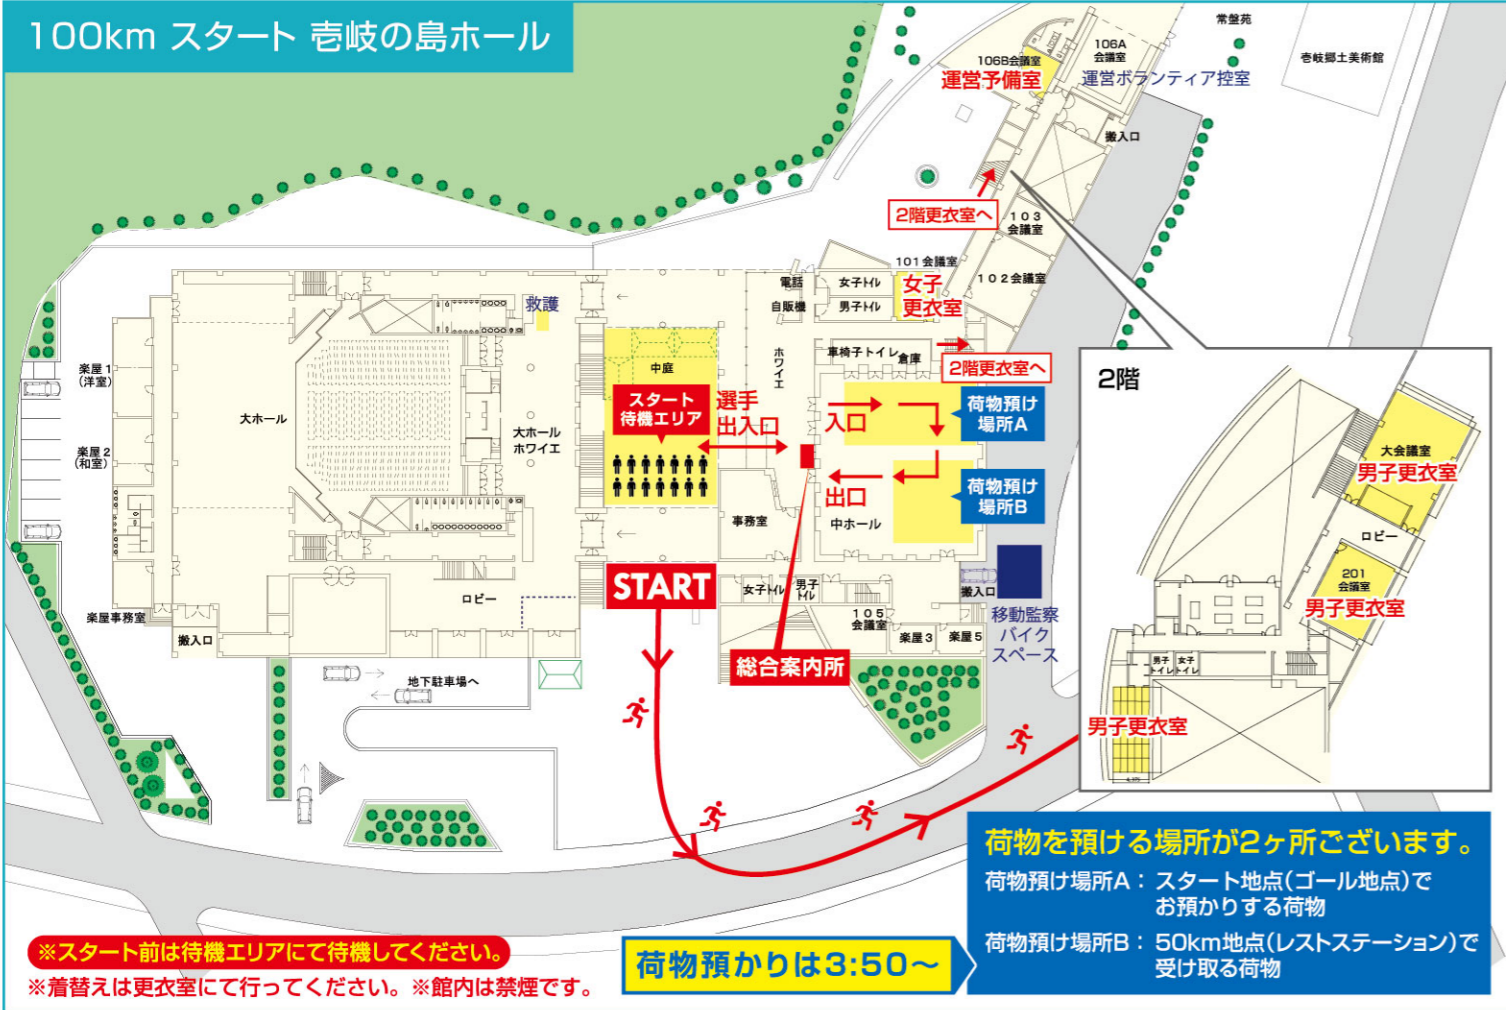 100km スタート 壱岐の島ホール
常盤苑
106A
会議室
壱岐郷土美術館
106B会議室
運営予備室
運営ボランティア控室
搬入口
2階更衣室へ
103
会議室
101会議室
102会議室
電話
女子トイレ
女子
更衣室
自販機
男子トイレ
救護
車椅子トイレ
倉庫
2階更衣室へ
ホワイエ
中庭
楽屋1
(洋室)
大ホール
スタート
待機エリア
選手
出入口
入口
荷物預け
場所A
大ホール
ホワイエ
楽屋2
(和室)
出口
荷物預け
場所B
事務室
中ホール
2階
大会議室
男子更衣室
ロビー
201
会議室
男子更衣室
男子
トイレ
女子
トイレ
男子更衣室
START
女子トイレ
男子
トイレ
搬入口
ロビー
楽屋事務室
搬入口
105
会議室
楽屋3
楽屋5
移動監察
バイク
スペース
総合案内所
地下駐車場へ
荷物を預ける場所が2ヶ所ございます。
荷物預け場所A：スタート地点(ゴール地点)で
お預かりする荷物
荷物預け場所B：50km地点(レストステーション)で
受け取る荷物
※スタート前は待機エリアにて待機してください。
荷物預かりは3:50～
※着替えは更衣室にて行ってください。※館内は禁煙です。